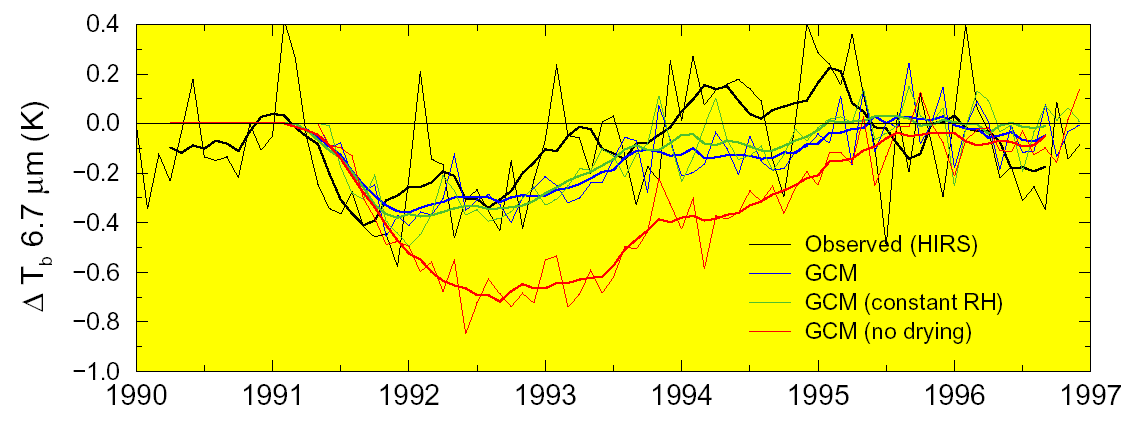 Δ T_b 6.7 μm (K)
0.4
0.2
0.0
−0.2
−0.4
−0.6
−0.8
−1.0
Observed (HIRS)
GCM
GCM (constant RH)
GCM (no drying)
1990 1991 1992 1993 1994 1995 1996 1997